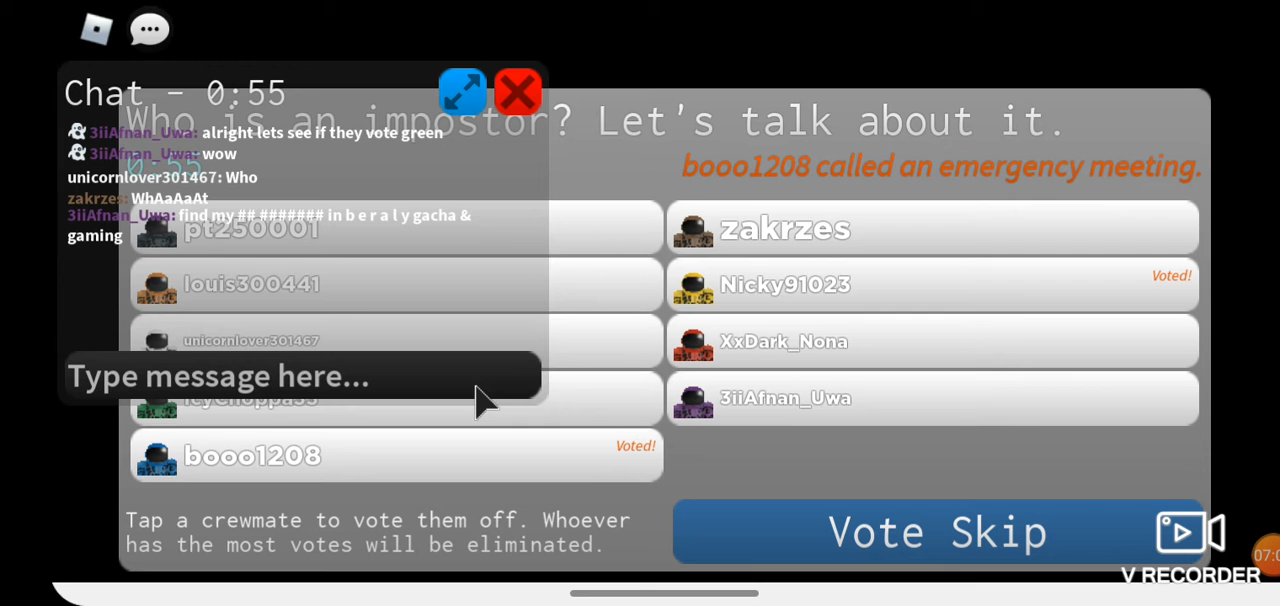 Chat - 0:55
Who is an impostor? Let's talk about it.
0:55
booo1208 called an emergency meeting.
3iiAfnan_Uwa: alright lets see if they vote green
3iiAfnan_Uwa: wow
unicornlover301467: Who
zakrzes: WhAaAaAt
3iiAfnan_Uwa: find my ## ####### in b e r a l y gacha &
gaming
pt250001
zakrzes
louis300441
Nicky91023
Voted!
unicornlover301467
XxDark_Nona
Type message here...
3iiAfnan_Uwa
booo1208
Voted!
Tap a crewmate to vote them off. Whoever
has the most votes will be eliminated.
Vote Skip
V RECORDER